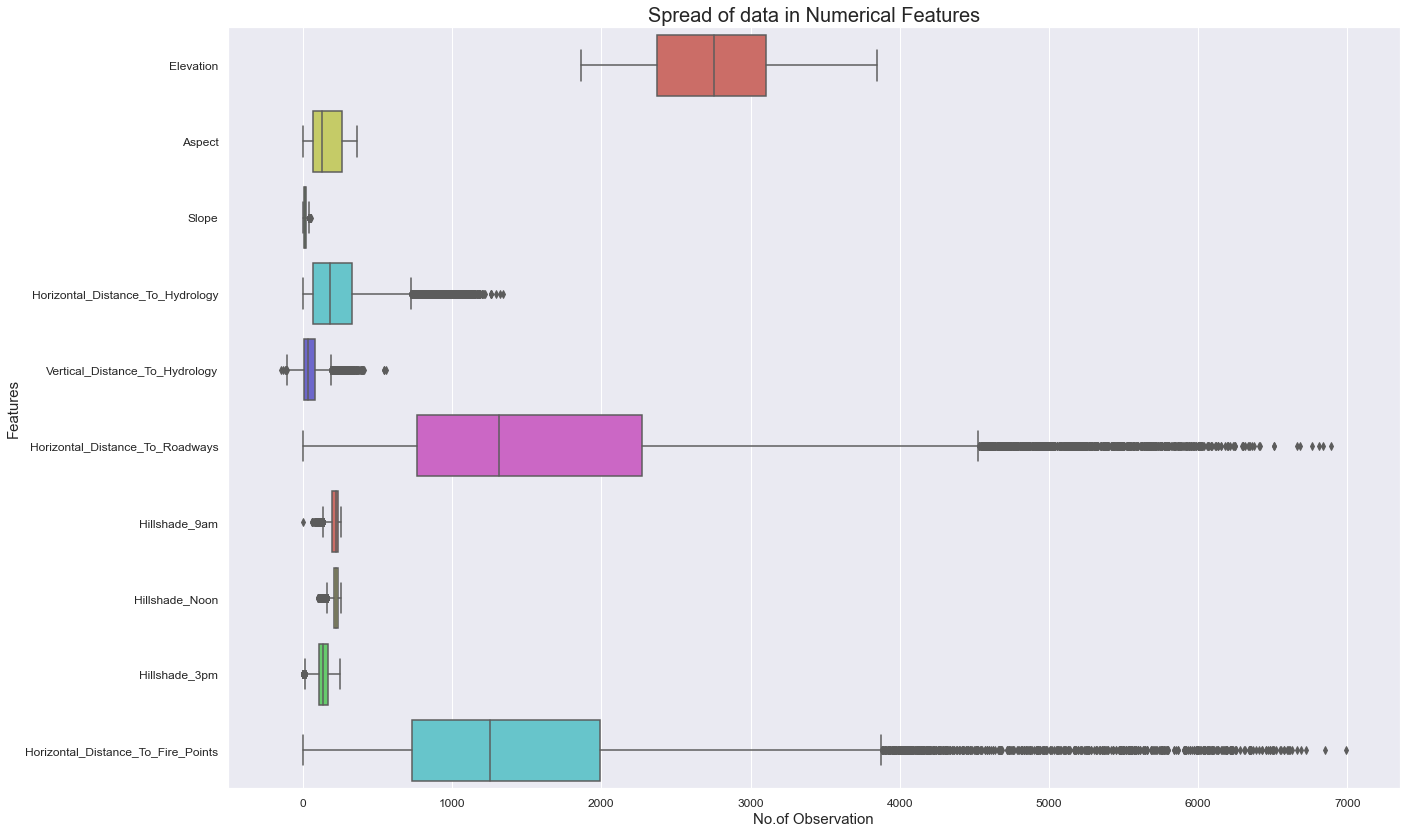 Spread of data in Numerical Features
Elevation
Aspect
Slope
Horizontal_Distance_To_Hydrology
Vertical_Distance_To_Hydrology
Horizontal_Distance_To_Roadways
Hillshade_9am
Hillshade_Noon
Hillshade_3pm
Horizontal_Distance_To_Fire_Points
Features
0 1000 2000 3000 4000 5000 6000 7000
No.of Observation